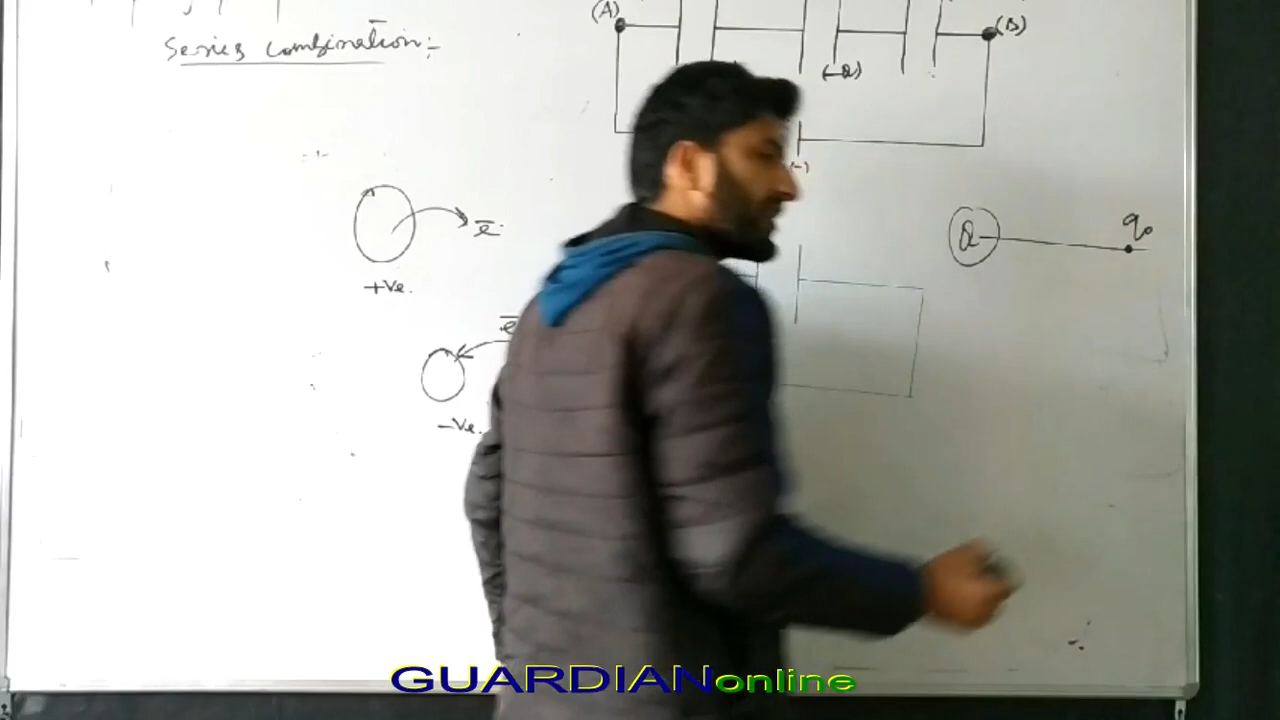 (A)
(B)
Series Combination:-
(-Q)
(-)
Q
q₀
e̅
+Ve.
e̅
-Ve.
GUARDIANonline